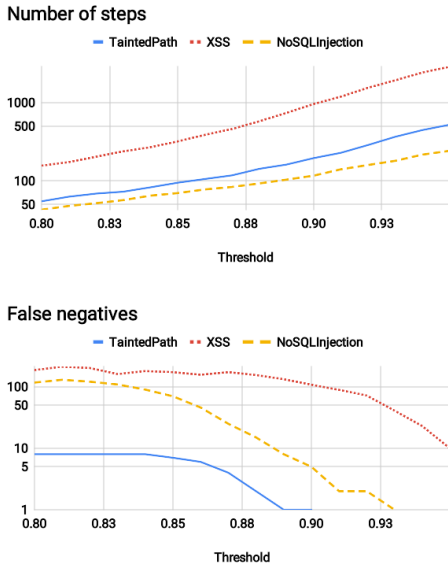 Number of steps
TaintedPath XSS NoSQLInjection
1000
500
100
50
0.80 0.83 0.85 0.88 0.90 0.93
Threshold
False negatives
TaintedPath XSS NoSQLInjection
100
50
10
5
1
0.80 0.83 0.85 0.88 0.90 0.93
Threshold